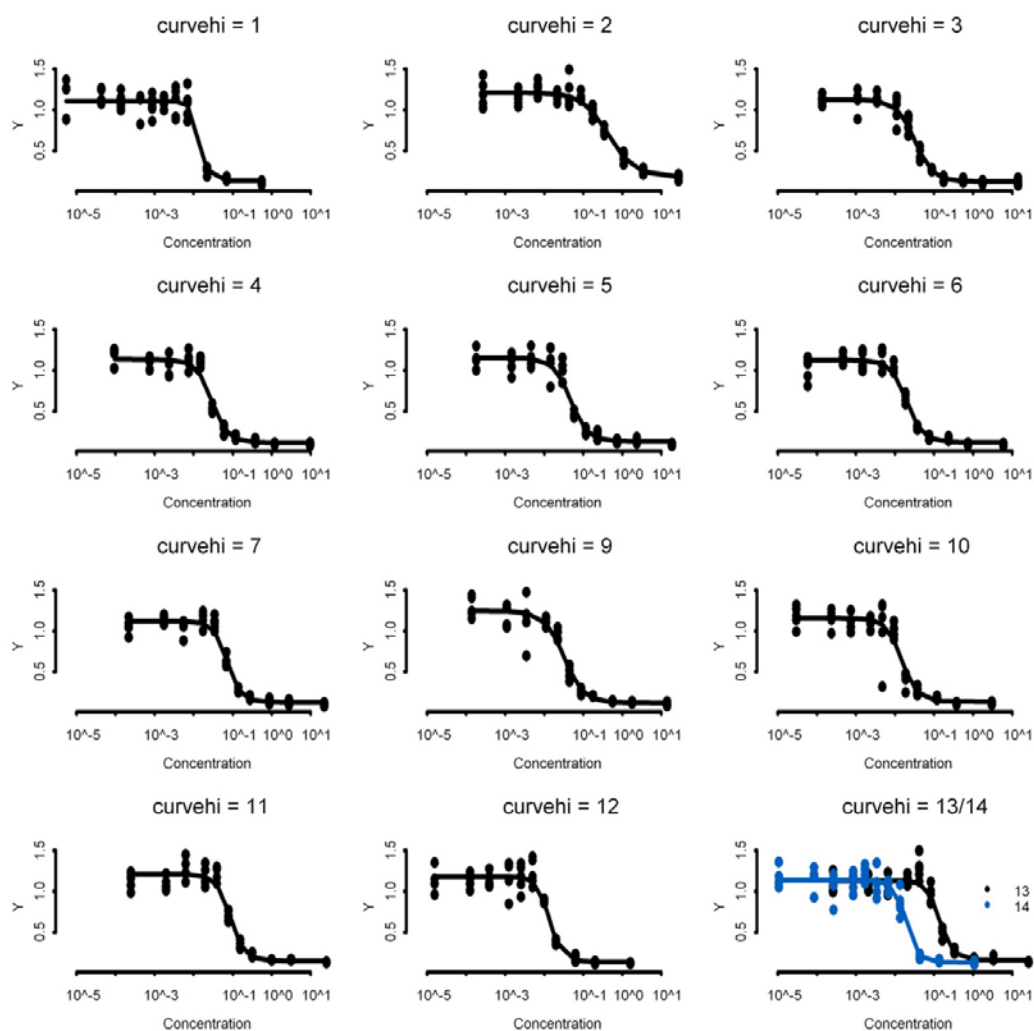 curvehi = 1
1.5
1.0
0.5
Y
10^-5 10^-3 10^-1 10^0 10^1
Concentration
curvehi = 2
1.5
1.0
0.5
Y
10^-5 10^-3 10^-1 10^0 10^1
Concentration
curvehi = 3
1.5
1.0
0.5
Y
10^-5 10^-3 10^-1 10^0 10^1
Concentration
curvehi = 4
1.5
1.0
0.5
Y
10^-5 10^-3 10^-1 10^0 10^1
Concentration
curvehi = 5
1.5
1.0
0.5
Y
10^-5 10^-3 10^-1 10^0 10^1
Concentration
curvehi = 6
1.5
1.0
0.5
Y
10^-5 10^-3 10^-1 10^0 10^1
Concentration
curvehi = 7
1.5
1.0
0.5
Y
10^-5 10^-3 10^-1 10^0 10^1
Concentration
curvehi = 9
1.5
1.0
0.5
Y
10^-5 10^-3 10^-1 10^0 10^1
Concentration
curvehi = 10
1.5
1.0
0.5
Y
10^-5 10^-3 10^-1 10^0 10^1
Concentration
curvehi = 11
1.5
1.0
0.5
Y
10^-5 10^-3 10^-1 10^0 10^1
Concentration
curvehi = 12
1.5
1.0
0.5
Y
10^-5 10^-3 10^-1 10^0 10^1
Concentration
curvehi = 13/14
1.5
1.0
0.5
Y
13
14
10^-5 10^-3 10^-1 10^0 10^1
Concentration